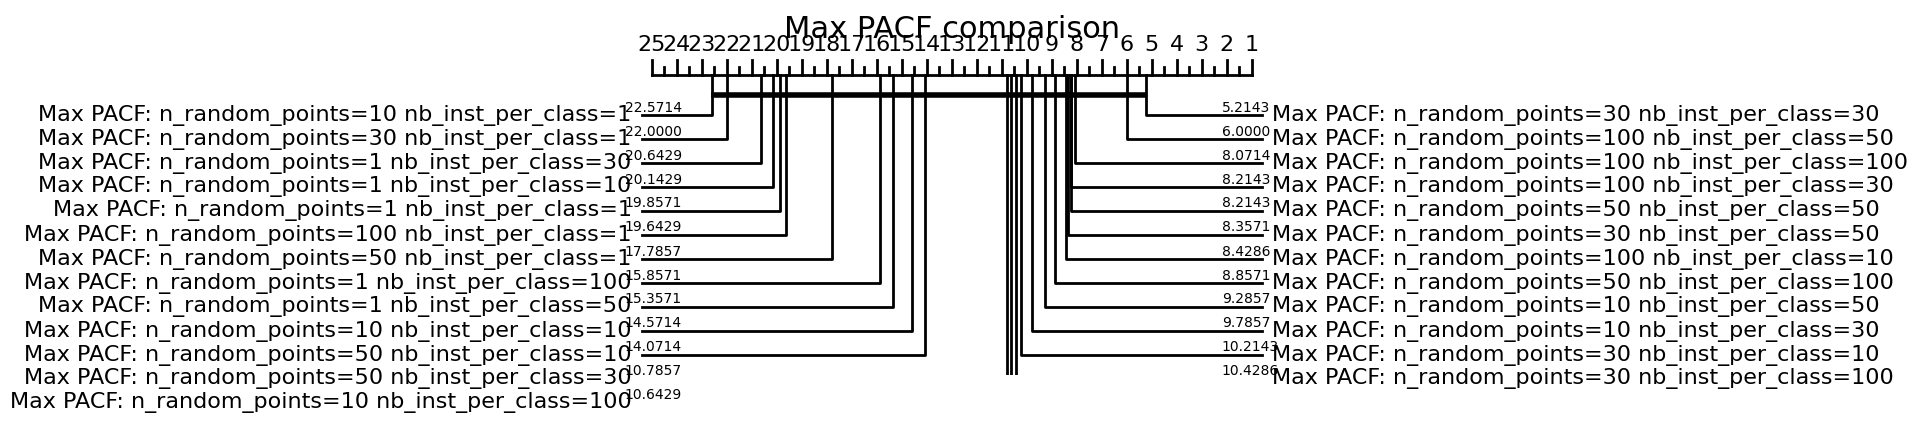 Max PACF comparison
25 24 23 22 21 20 19 18 17 16 15 14 13 12 11 10 9 8 7 6 5 4 3 2 1
Max PACF: n_random_points=10 nb_inst_per_class=1 22.5714 5.2143 Max PACF: n_random_points=30 nb_inst_per_class=30
Max PACF: n_random_points=30 nb_inst_per_class=1 22.0000 6.0000 Max PACF: n_random_points=100 nb_inst_per_class=50
Max PACF: n_random_points=1 nb_inst_per_class=30 20.6429 8.0714 Max PACF: n_random_points=100 nb_inst_per_class=100
Max PACF: n_random_points=1 nb_inst_per_class=10 20.1429 8.2143 Max PACF: n_random_points=100 nb_inst_per_class=30
Max PACF: n_random_points=1 nb_inst_per_class=1 19.8571 8.2143 Max PACF: n_random_points=50 nb_inst_per_class=50
Max PACF: n_random_points=100 nb_inst_per_class=1 19.6429 8.3571 Max PACF: n_random_points=30 nb_inst_per_class=50
Max PACF: n_random_points=50 nb_inst_per_class=1 17.7857 8.4286 Max PACF: n_random_points=100 nb_inst_per_class=10
Max PACF: n_random_points=1 nb_inst_per_class=100 15.8571 8.8571 Max PACF: n_random_points=50 nb_inst_per_class=100
Max PACF: n_random_points=1 nb_inst_per_class=50 15.3571 9.2857 Max PACF: n_random_points=10 nb_inst_per_class=50
Max PACF: n_random_points=10 nb_inst_per_class=10 14.5714 9.7857 Max PACF: n_random_points=10 nb_inst_per_class=30
Max PACF: n_random_points=50 nb_inst_per_class=10 14.0714 10.2143 Max PACF: n_random_points=30 nb_inst_per_class=10
Max PACF: n_random_points=50 nb_inst_per_class=30 10.7857 10.4286 Max PACF: n_random_points=30 nb_inst_per_class=100
Max PACF: n_random_points=10 nb_inst_per_class=100 10.6429